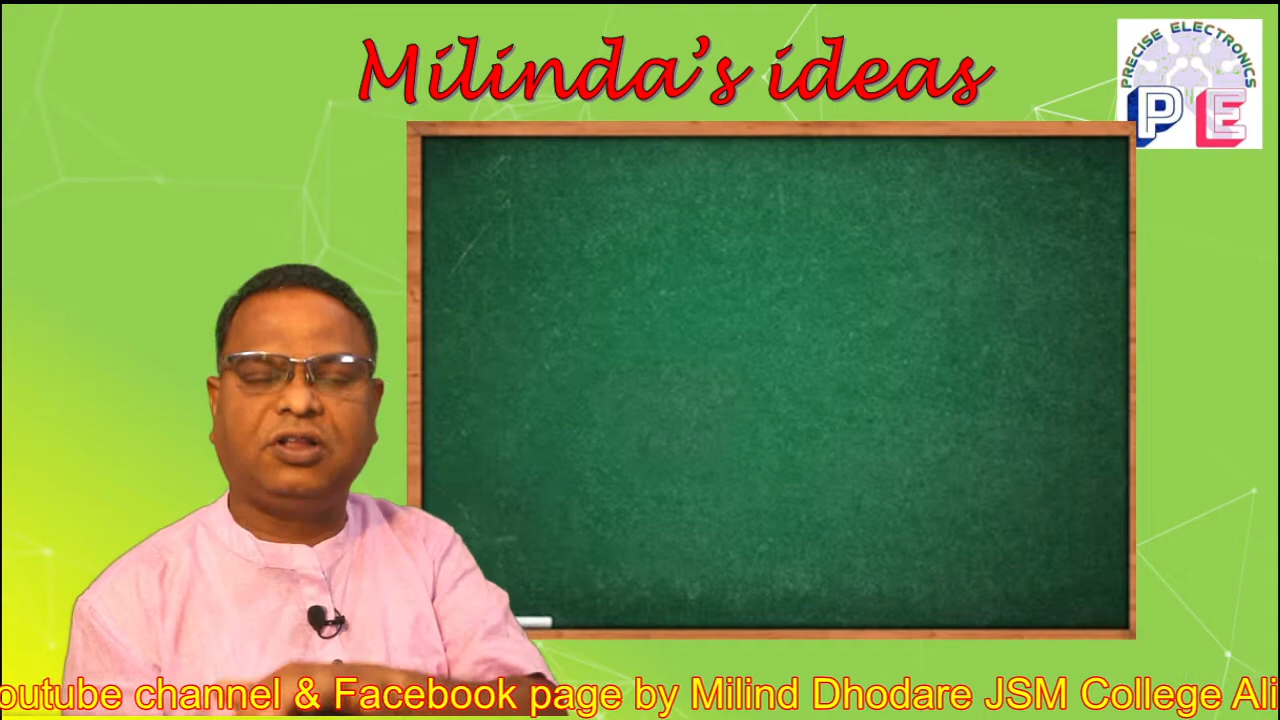 Milinda's ideas
PRECISE ELECTRONICS
PE
outube channel & Facebook page by Milind Dhodare JSM College Ali